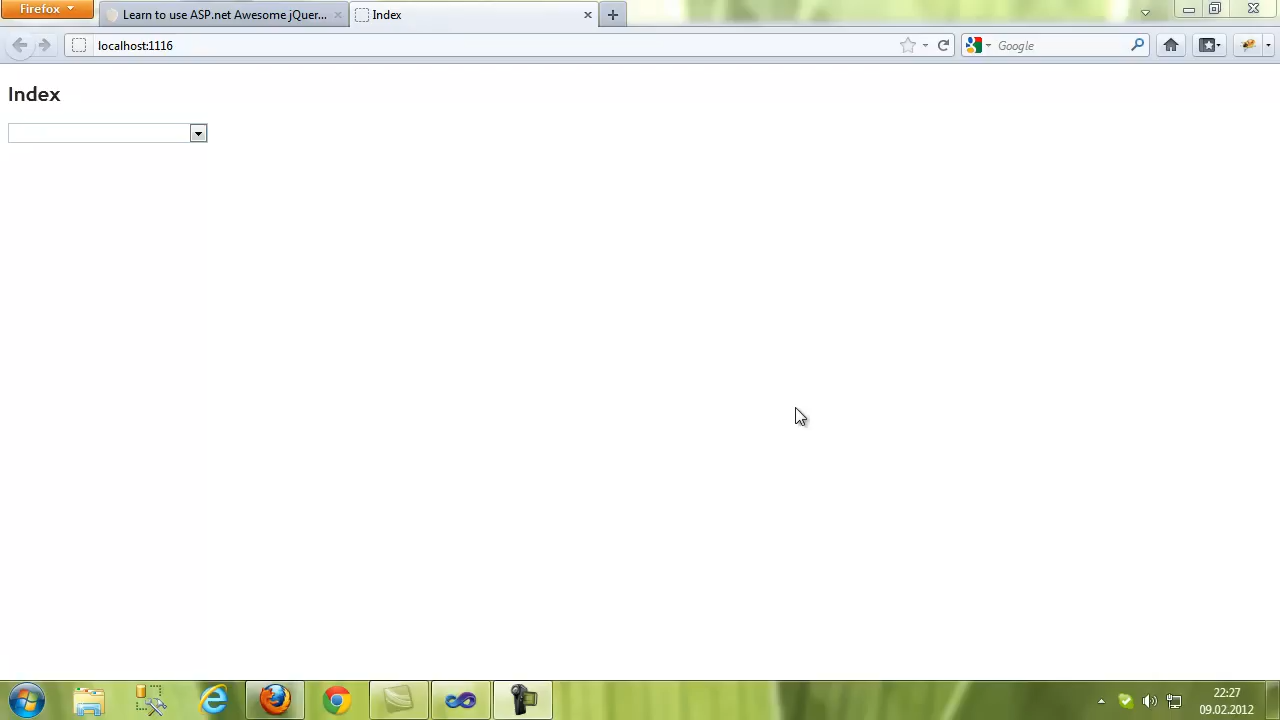 Firefox
Learn to use ASP.net Awesome jQuer...
Index
localhost:1116
Google
Index
22:27
09.02.2012